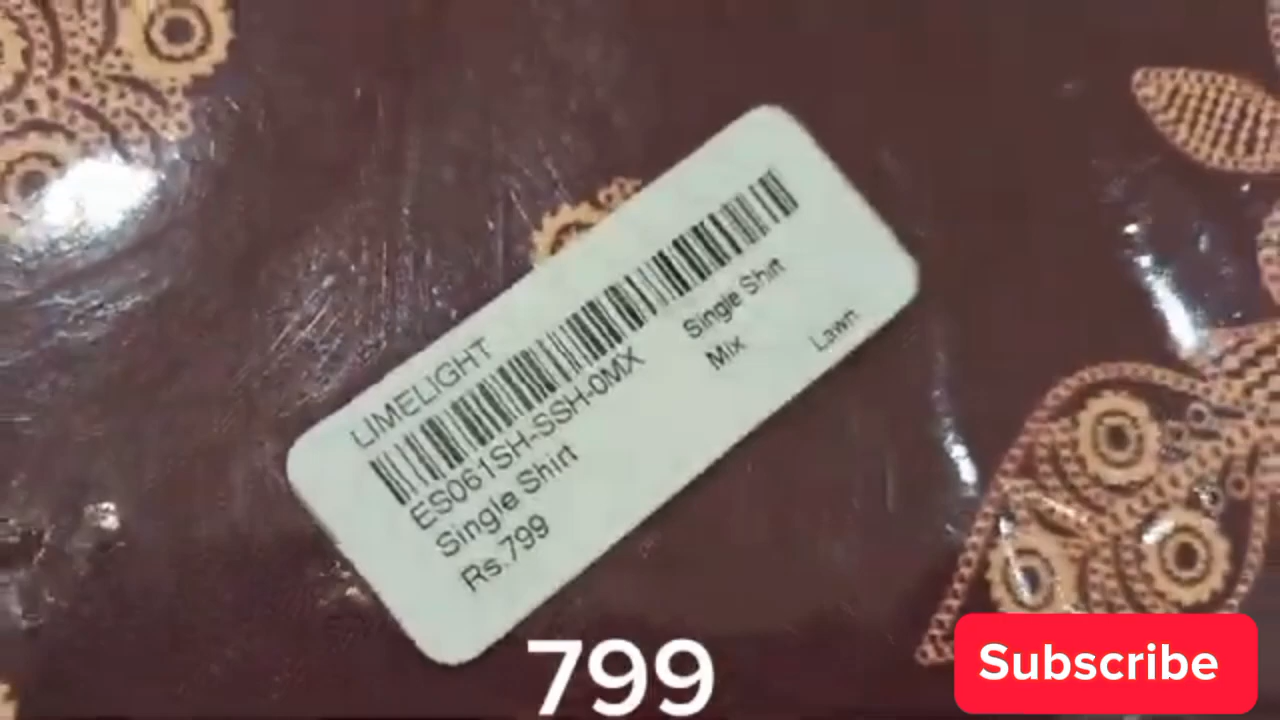 LIMELIGHT
ES061SH-SSH-0MX
Single Shirt
Single Shirt
Mix
Lawn
Rs.799
799
Subscribe